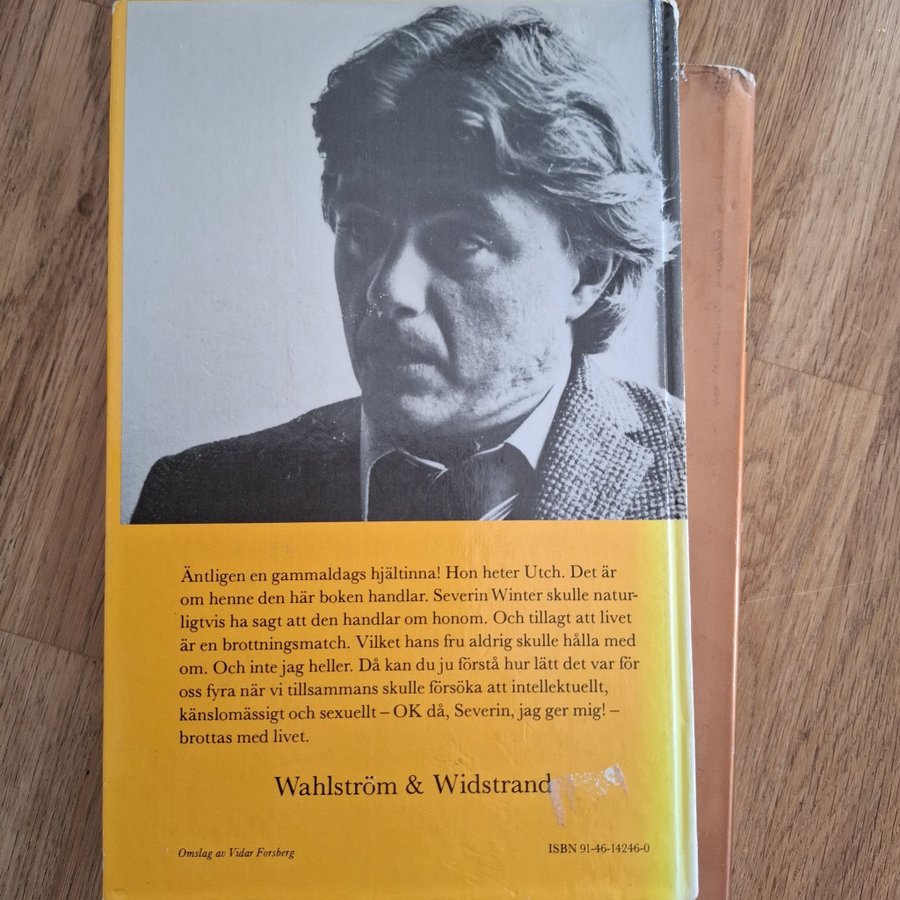 Äntligen en gammaldags hjältinna! Hon heter Utch. Det är
om henne den här boken handlar. Severin Winter skulle natur-
ligtvis ha sagt att den handlar om honom. Och tillagt att livet
är en brottningsmatch. Vilket hans fru aldrig skulle hålla med
om. Och inte jag heller. Då kan du ju förstå hur lätt det var för
oss fyra när vi tillsammans skulle försöka att intellektuellt,
känslomässigt och sexuellt – OK då, Severin, jag ger mig! –
brottas med livet.
Wahlström & Widstrand
Omslag av Vidar Forsberg
ISBN 91-46-14246-0